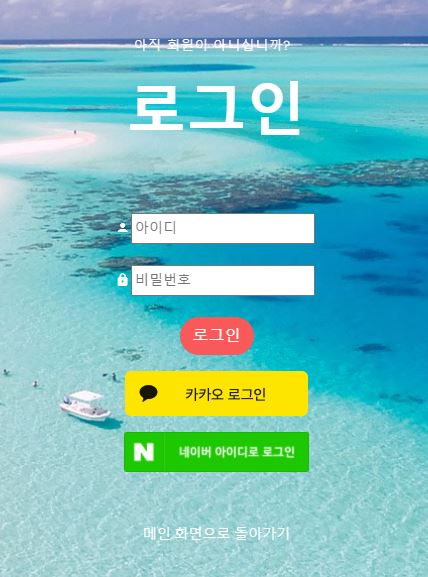 아직 회원이 아니십니까?
로그인
아이디
비밀번호
로그인
카카오 로그인
N 네이버 아이디로 로그인
메인 화면으로 돌아가기